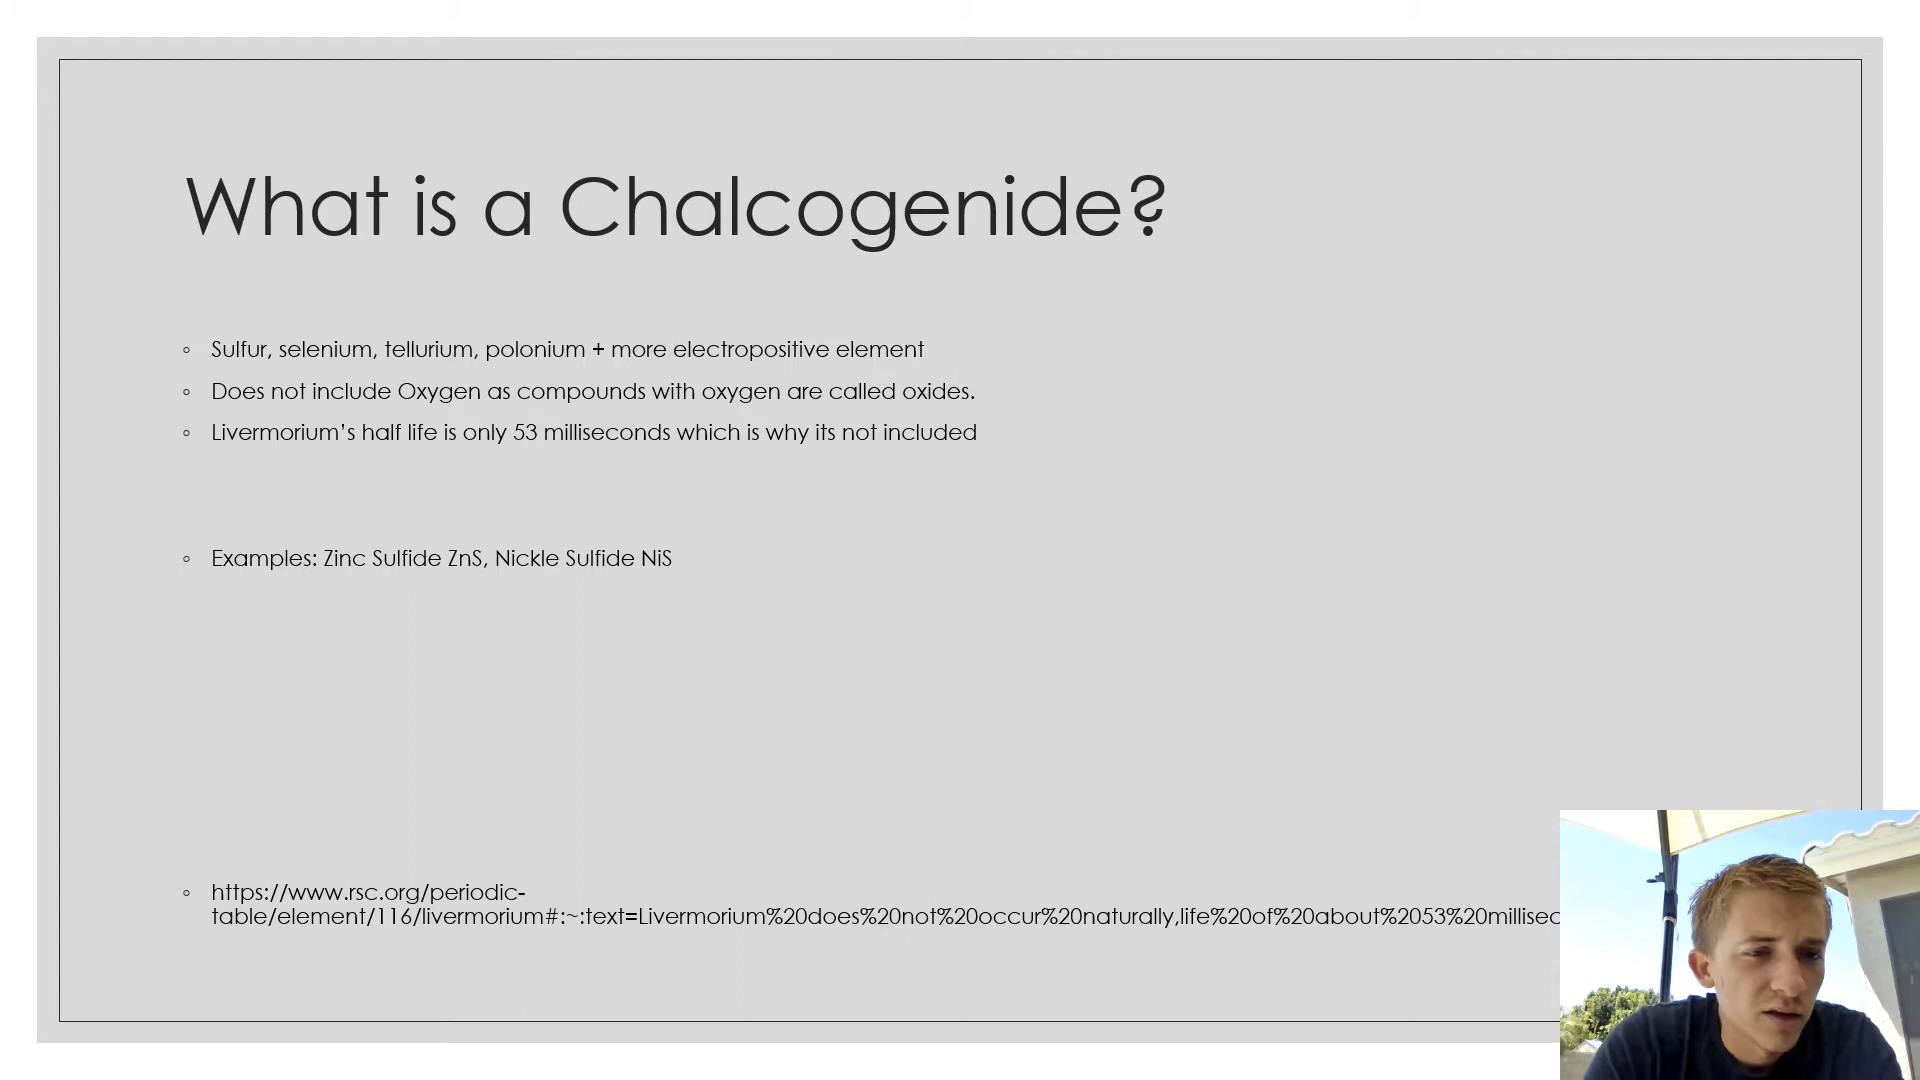 What is a Chalcogenide?
◦ Sulfur, selenium, tellurium, polonium + more electropositive element
◦ Does not include Oxygen as compounds with oxygen are called oxides.
◦ Livermorium’s half life is only 53 milliseconds which is why its not included
◦ Examples: Zinc Sulfide ZnS, Nickle Sulfide NiS
◦ https://www.rsc.org/periodic-
table/element/116/livermorium#:~:text=Livermorium%20does%20not%20occur%20naturally,life%20of%20about%2053%20millisec